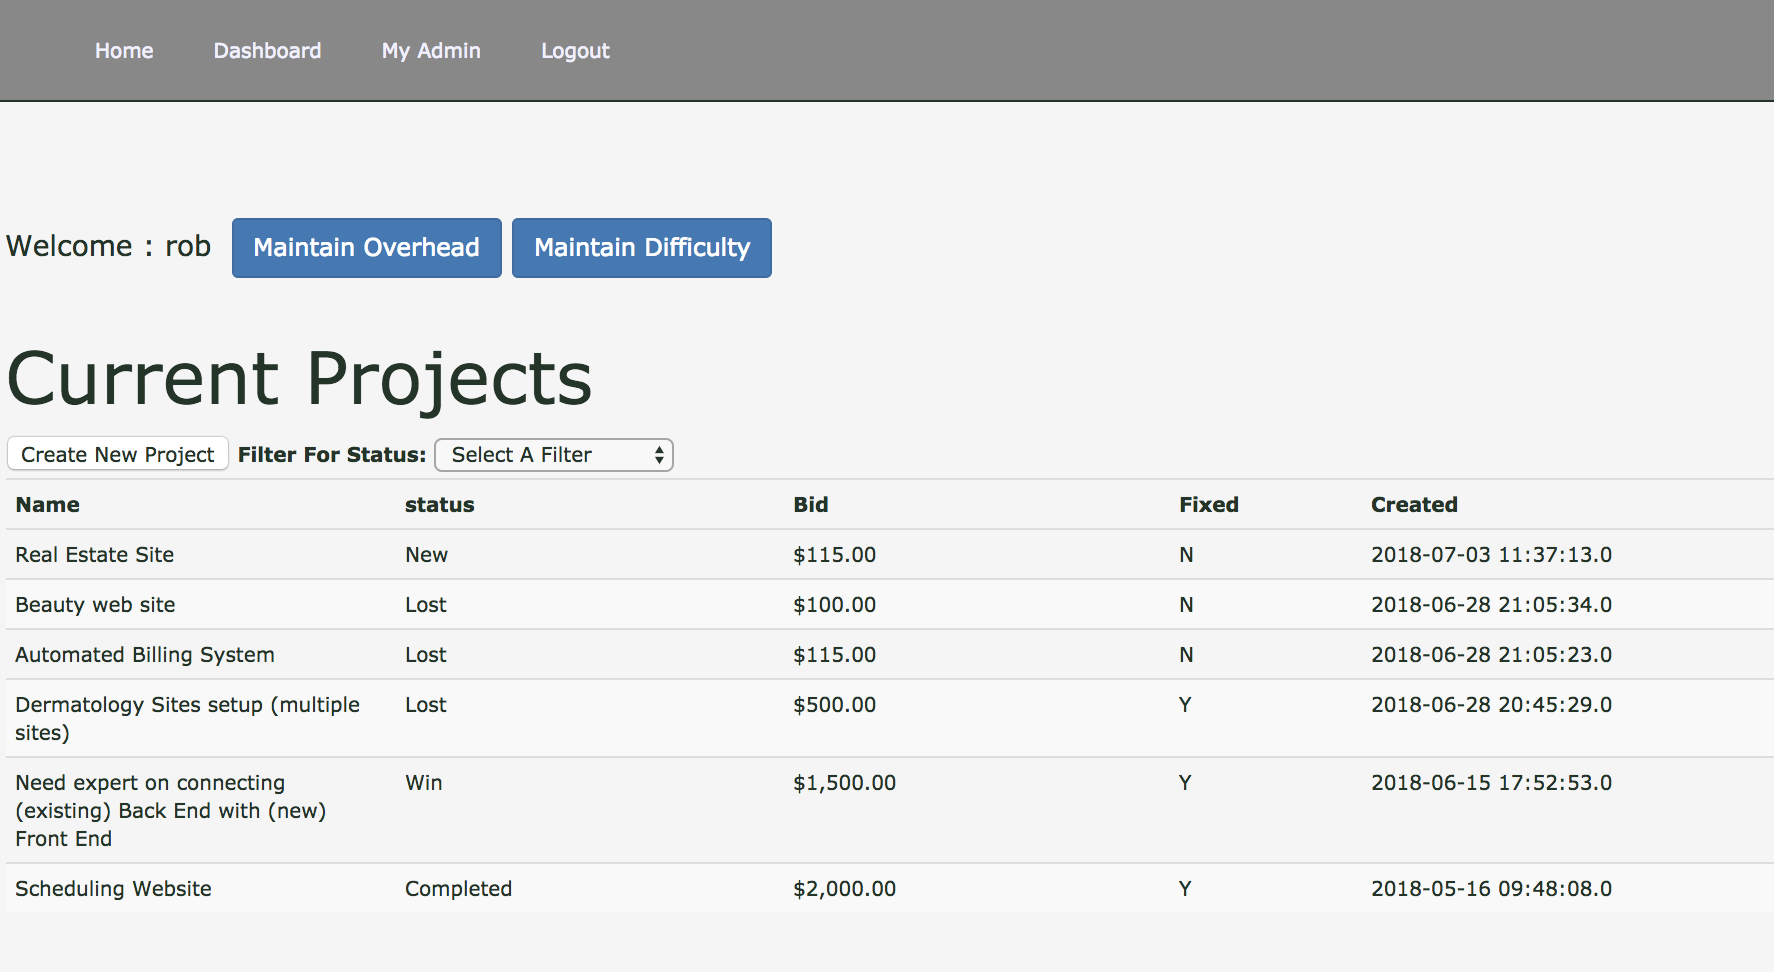 Home Dashboard My Admin Logout
Welcome : rob Maintain Overhead Maintain Difficulty
Current Projects
Create New Project Filter For Status: Select A Filter
Name status Bid Fixed Created
Real Estate Site New $115.00 N 2018-07-03 11:37:13.0
Beauty web site Lost $100.00 N 2018-06-28 21:05:34.0
Automated Billing System Lost $115.00 N 2018-06-28 21:05:23.0
Dermatology Sites setup (multiple Lost $500.00 Y 2018-06-28 20:45:29.0
sites)
Need expert on connecting Win $1,500.00 Y 2018-06-15 17:52:53.0
(existing) Back End with (new)
Front End
Scheduling Website Completed $2,000.00 Y 2018-05-16 09:48:08.0